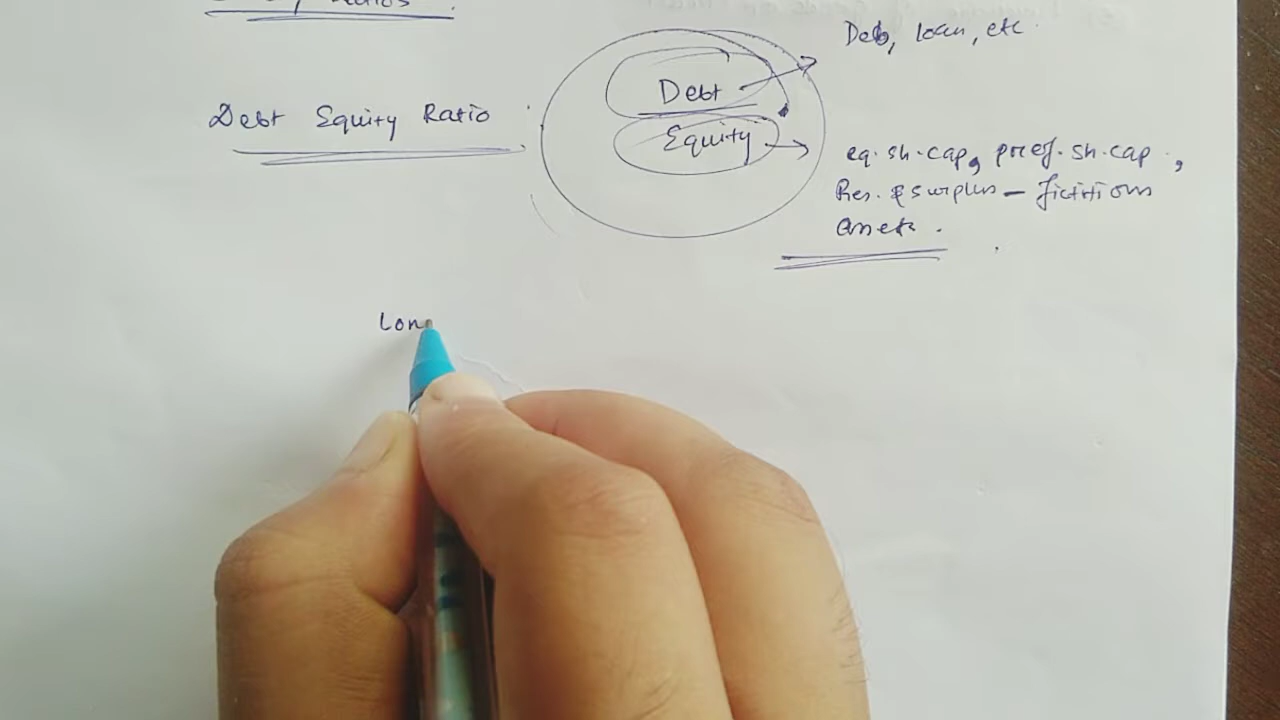 Ratios.
Deb, loan, etc.
Debt
Debt Equity Ratio :
Equity
eq. sh. cap, pref. sh. cap.,
Res. & surplus – fictitious
assets.
Lon